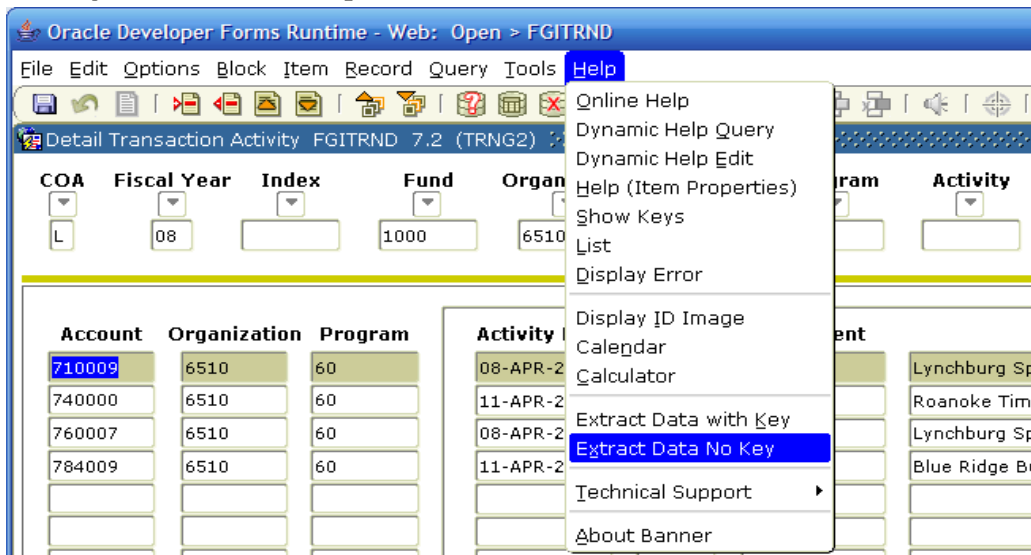 Oracle Developer Forms Runtime - Web: Open > FGITRND
File Edit Options Block Item Record Query Tools Help
Detail Transaction Activity FGITRND 7.2 (TRNG2)
COA Fiscal Year Index Fund Organ ram Activity
L 08 1000 6510
Account Organization Program Activity ent
710009 6510 60 08-APR-2 Lynchburg Sp
740000 6510 60 11-APR-2 Roanoke Tim
760007 6510 60 08-APR-2 Lynchburg Sp
784009 6510 60 11-APR-2 Blue Ridge B
Online Help
Dynamic Help Query
Dynamic Help Edit
Help (Item Properties)
Show Keys
List
Display Error
Display ID Image
Calendar
Calculator
Extract Data with Key
Extract Data No Key
Technical Support
About Banner